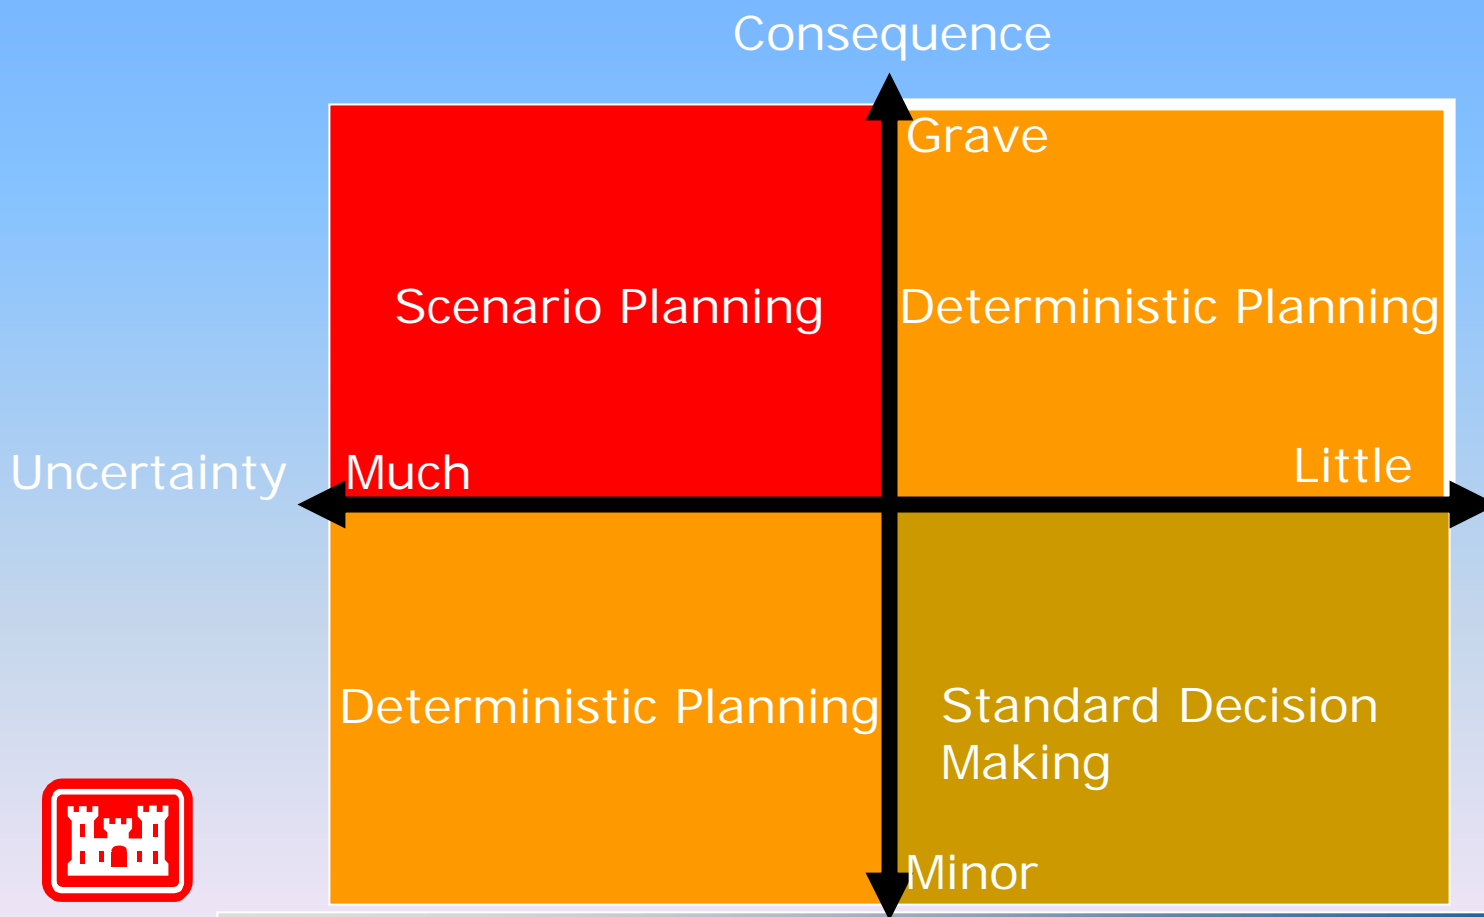 Consequence
Grave
Scenario Planning
Deterministic Planning
Uncertainty
Much
Little
Deterministic Planning
Standard Decision
Making
Minor